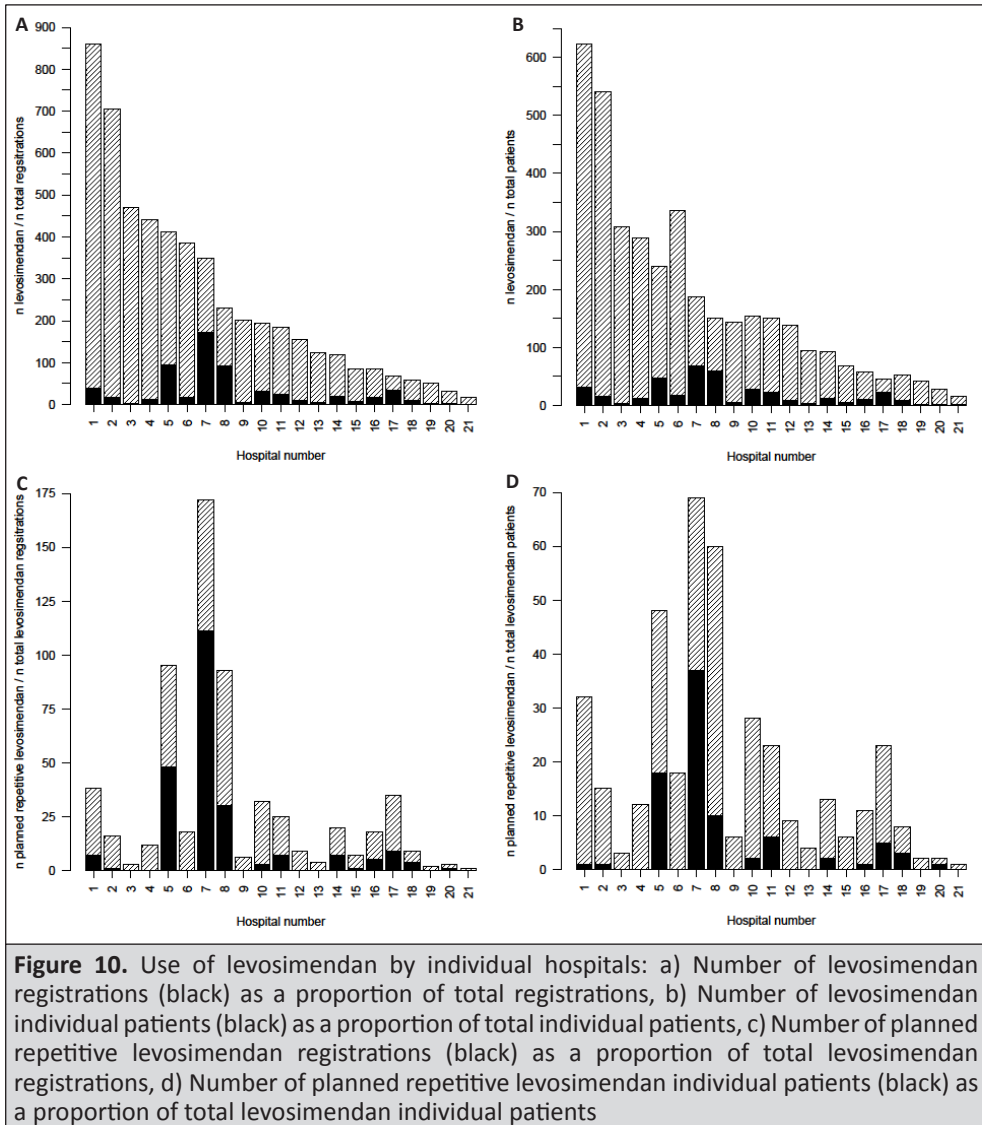 A
900
800
700
600
500
400
300
200
100
0
n levosimendan / n total regsitrations
1 2 3 4 5 6 7 8 9 10 11 12 13 14 15 16 17 18 19 20 21
Hospital number
B
600
500
400
300
200
100
0
n levosimendan / n total patients
1 2 3 4 5 6 7 8 9 10 11 12 13 14 15 16 17 18 19 20 21
Hospital number
C
175
150
125
100
75
50
25
0
n planned repetitive levosimendan / n total levosimendan regsitrations
1 2 3 4 5 6 7 8 9 10 11 12 13 14 15 16 17 18 19 20 21
Hospital number
D
70
60
50
40
30
20
10
0
n planned repetitive levosimendan / n total levosimendan patients
1 2 3 4 5 6 7 8 9 10 11 12 13 14 15 16 17 18 19 20 21
Hospital number
Figure 10. Use of levosimendan by individual hospitals: a) Number of levosimendan
registrations (black) as a proportion of total registrations, b) Number of levosimendan
individual patients (black) as a proportion of total individual patients, c) Number of planned
repetitive levosimendan registrations (black) as a proportion of total levosimendan
registrations, d) Number of planned repetitive levosimendan individual patients (black) as
a proportion of total levosimendan individual patients